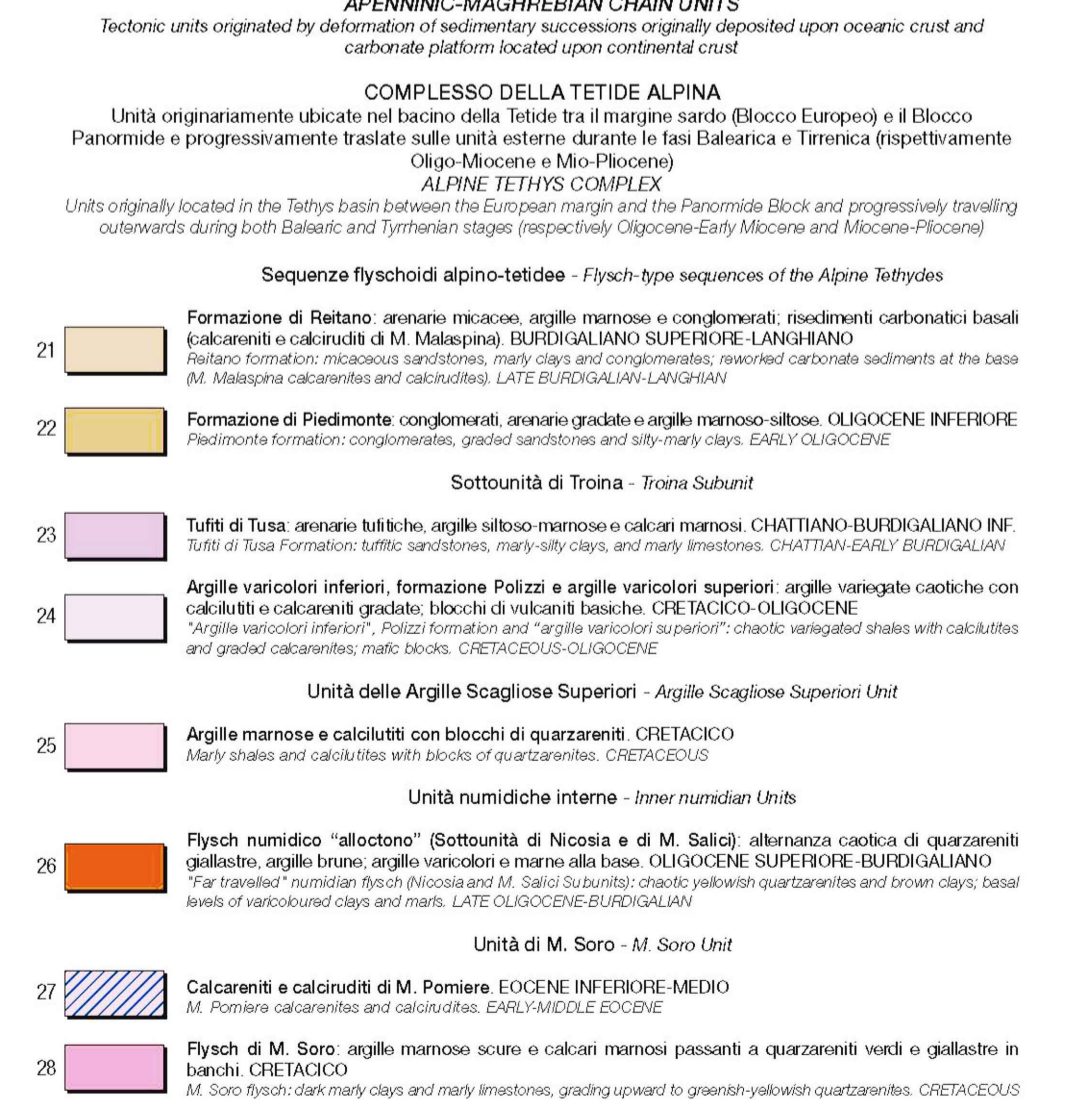 APENNINIC-MAGHREBIAN CHAIN UNITS
Tectonic units originated by deformation of sedimentary successions originally deposited upon oceanic crust and
carbonate platform located upon continental crust
COMPLESSO DELLA TETIDE ALPINA
Unità originariamente ubicate nel bacino della Tetide tra il margine sardo (Blocco Europeo) e il Blocco
Panormide e progressivamente traslate sulle unità esterne durante le fasi Balearica e Tirrenica (rispettivamente
Oligo-Miocene e Mio-Pliocene)
ALPINE TETHYS COMPLEX
Units originally located in the Tethys basin between the European margin and the Panormide Block and progressively travelling
outerwards during both Balearic and Tyrrhenian stages (respectively Oligocene-Early Miocene and Miocene-Pliocene)
Sequenze flyschoidi alpino-tetidee - Flysch-type sequences of the Alpine Tethydes
21
Formazione di Reitano: arenarie micacee, argille marnose e conglomerati; risedimenti carbonatici basali
(calcareniti e calciruditi di M. Malaspina). BURDIGALIANO SUPERIORE-LANGHIANO
Reitano formation: micaceous sandstones, marly clays and conglomerates; reworked carbonate sediments at the base
(M. Malaspina calcarenites and calcirudites). LATE BURDIGALIAN-LANGHIAN
22
Formazione di Piedimonte: conglomerati, arenarie gradate e argille marnoso-siltose. OLIGOCENE INFERIORE
Piedimonte formation: conglomerates, graded sandstones and silty-marly clays. EARLY OLIGOCENE
Sottounità di Troina - Troina Subunit
23
Tufiti di Tusa: arenarie tufitiche, argille siltoso-marnose e calcari marnosi. CHATTIANO-BURDIGALIANO INF.
Tufiti di Tusa Formation: tuffitic sandstones, marly-silty clays, and marly limestones. CHATTIAN-EARLY BURDIGALIAN
24
Argille varicolori inferiori, formazione Polizzi e argille varicolori superiori: argille variegate caotiche con
calcilutiti e calcareniti gradate; blocchi di vulcaniti basiche. CRETACICO-OLIGOCENE
"Argille varicolori inferiori", Polizzi formation and “argille varicolori superiori”: chaotic variegated shales with calcilutites
and graded calcarenites; mafic blocks. CRETACEOUS-OLIGOCENE
Unità delle Argille Scagliose Superiori - Argille Scagliose Superiori Unit
25
Argille marnose e calcilutiti con blocchi di quarzareniti. CRETACICO
Marly shales and calcilutites with blocks of quartzarenites. CRETACEOUS
Unità numidiche interne - Inner numidian Units
26
Flysch numidico “alloctono” (Sottounità di Nicosia e di M. Salici): alternanza caotica di quarzareniti
giallastre, argille brune; argille varicolori e marne alla base. OLIGOCENE SUPERIORE-BURDIGALIANO
"Far travelled" numidian flysch (Nicosia and M. Salici Subunits): chaotic yellowish quartzarenites and brown clays; basal
levels of varicoloured clays and marls. LATE OLIGOCENE-BURDIGALIAN
Unità di M. Soro - M. Soro Unit
27
Calcareniti e calciruditi di M. Pomiere. EOCENE INFERIORE-MEDIO
M. Pomiere calcarenites and calcirudites. EARLY-MIDDLE EOCENE
28
Flysch di M. Soro: argille marnose scure e calcari marnosi passanti a quarzareniti verdi e giallastre in
banchi. CRETACICO
M. Soro flysch: dark marly clays and marly limestones, grading upward to greenish-yellowish quartzarenites. CRETACEOUS